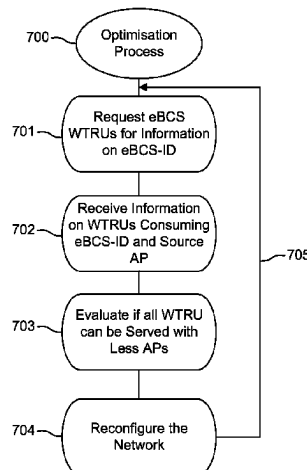 700
Optimisation
Process
701
Request eBCS
WTRUs for Information
on eBCS-ID
702
Receive Information
on WTRUs Consuming
eBCS-ID and Source
AP
705
703
Evaluate if all WTRU
can be Served with
Less APs
704
Reconfigure the
Network